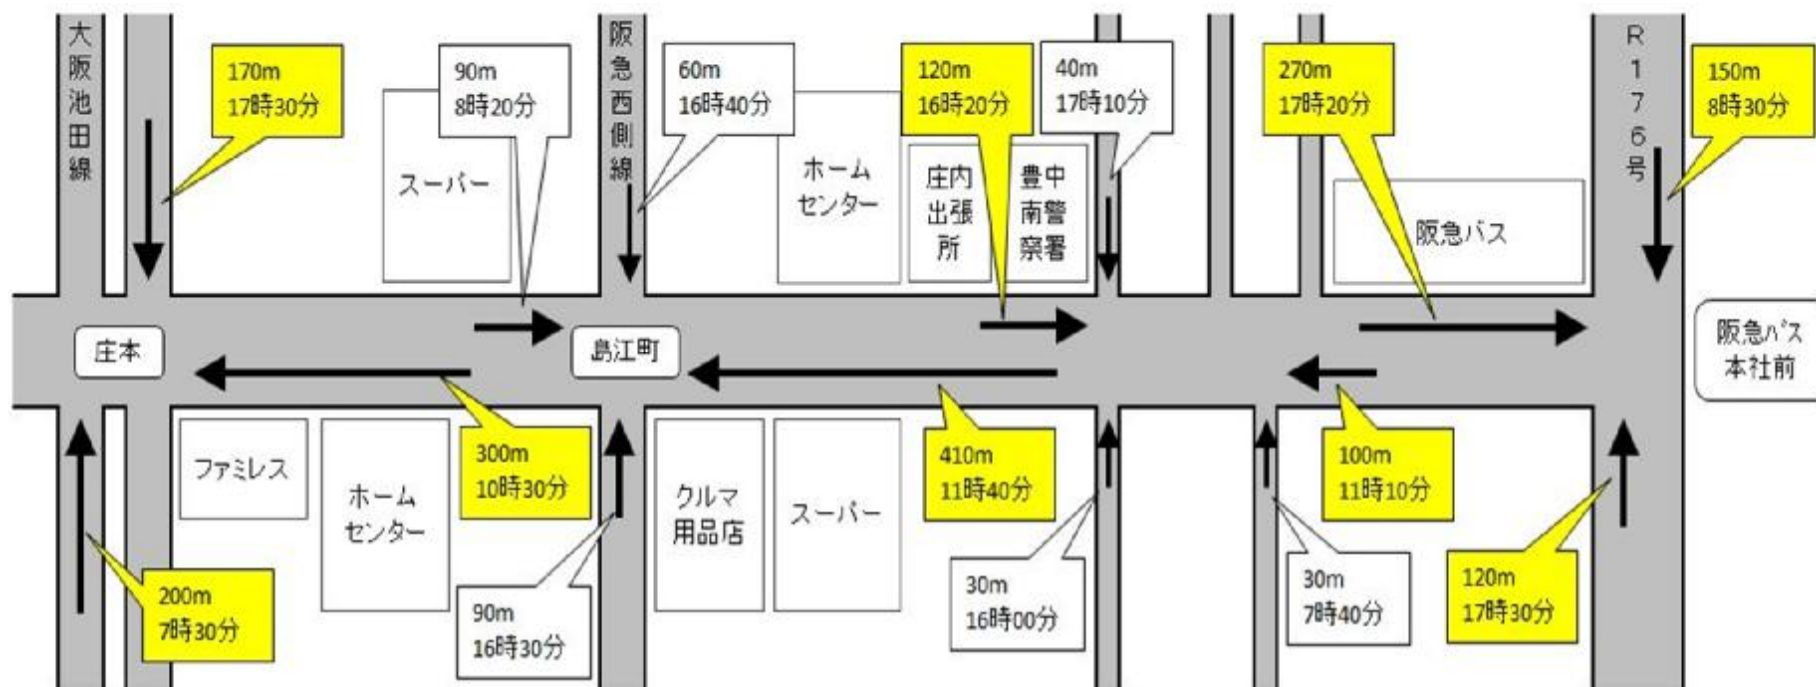 大阪池田線
170m
17時30分
90m
8時20分
スーパー
阪急西側線
60m
16時40分
ホーム
センター
120m
16時20分
庄内
出張
所
豊中
南警
察署
40m
17時10分
270m
17時20分
阪急バス
R176号
150m
8時30分
庄本
島江町
阪急バス
本社前
ファミレス
ホーム
センター
300m
10時30分
クルマ
用品店
スーパー
410m
11時40分
100m
11時10分
200m
7時30分
90m
16時30分
30m
16時00分
30m
7時40分
120m
17時30分